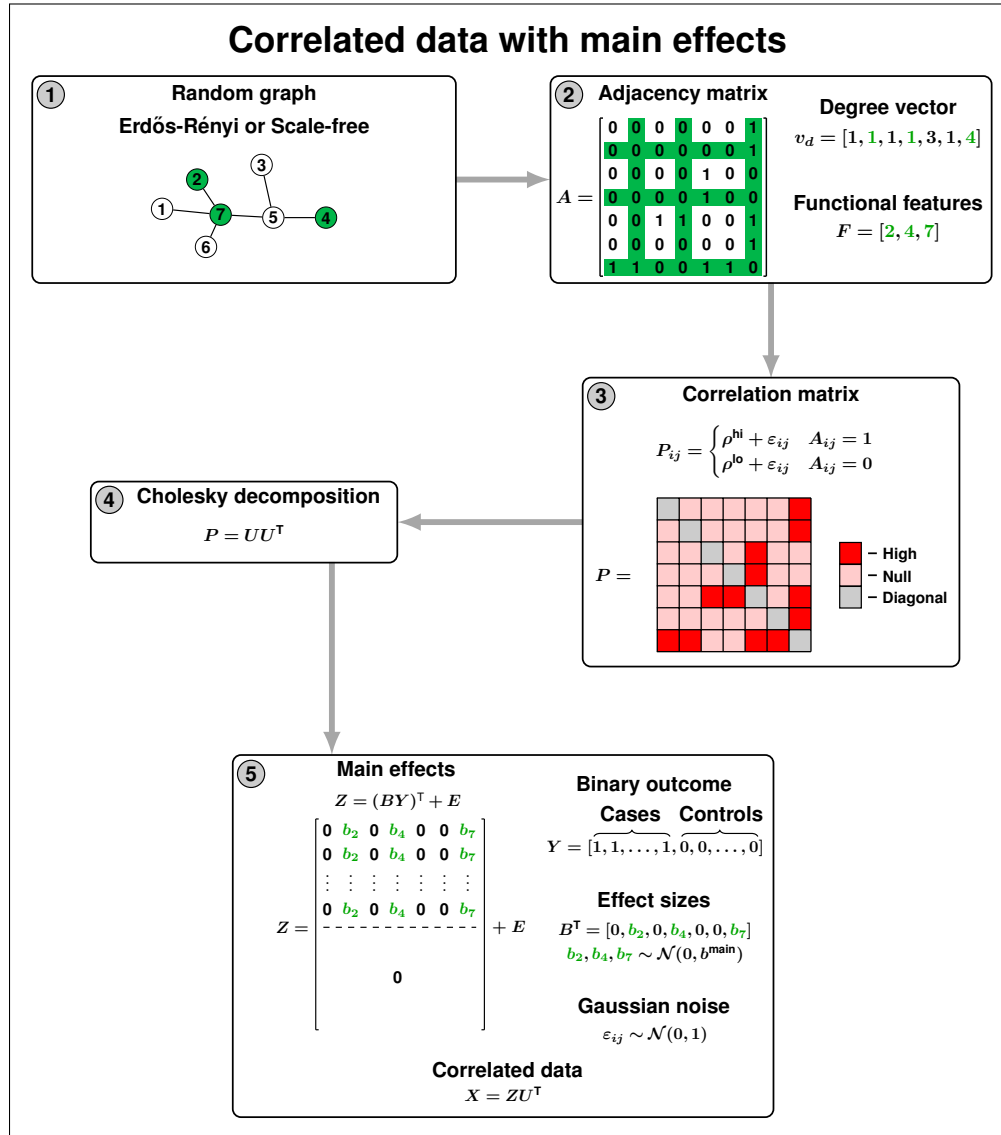 Correlated data with main effects
1
Random graph
Erdős-Rényi or Scale-free
3
2
1
7
5
4
6
2
Adjacency matrix
A =
0 0 0 0 0 0 1
0 0 0 0 0 0 1
0 0 0 0 1 0 0
0 0 0 0 1 0 0
0 0 1 1 0 0 1
0 0 0 0 0 0 1
1 1 0 0 1 1 0
Degree vector
v_d = [1, 1, 1, 1, 3, 1, 4]
Functional features
F = [2, 4, 7]
3
Correlation matrix
P_ij = { ρ^hi + ε_ij A_ij = 1
ρ^lo + ε_ij A_ij = 0
P =
– High
– Null
– Diagonal
4
Cholesky decomposition
P = UU^T
5
Main effects
Z = (BY)^T + E
Z =
0 b_2 0 b_4 0 0 b_7
0 b_2 0 b_4 0 0 b_7
⋮ ⋮ ⋮ ⋮ ⋮ ⋮ ⋮
0 b_2 0 b_4 0 0 b_7
0
+ E
Binary outcome
Cases Controls
Y = [1, 1, . . . , 1, 0, 0, . . . , 0]
Effect sizes
B^T = [0, b_2, 0, b_4, 0, 0, b_7]
b_2, b_4, b_7 ∼ N(0, b^main)
Gaussian noise
ε_ij ∼ N(0, 1)
Correlated data
X = ZU^T